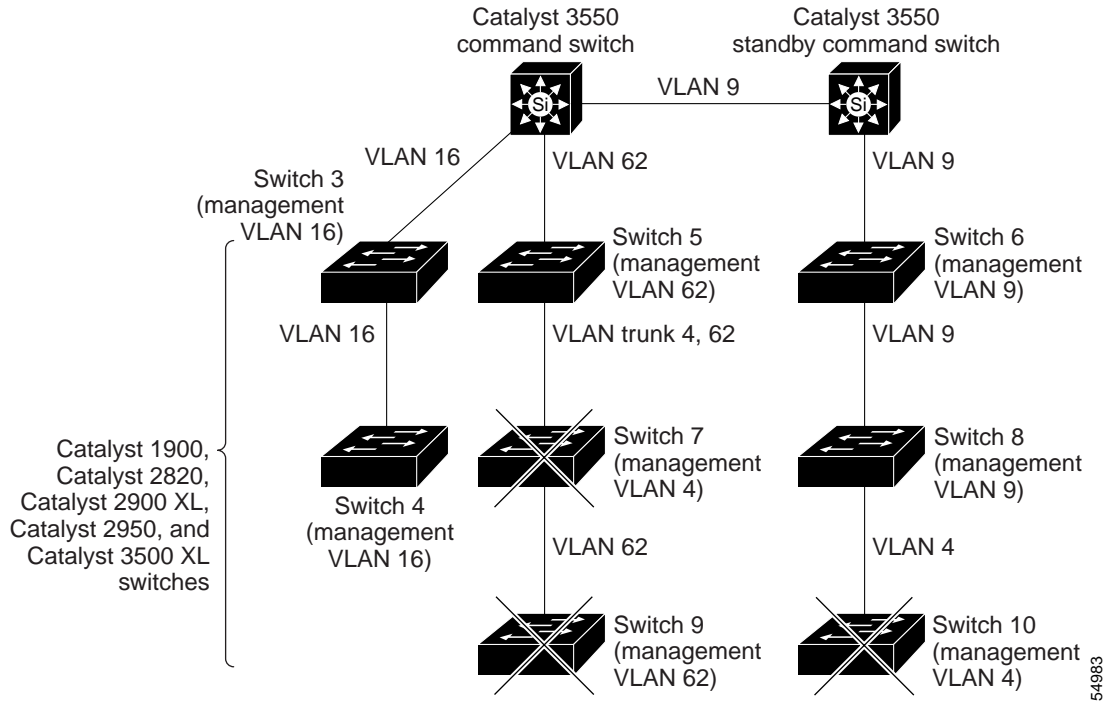 Catalyst 3550
command switch
Catalyst 3550
standby command switch
Si
VLAN 9
Si
VLAN 16
VLAN 62
VLAN 9
Switch 3
(management
VLAN 16)
Switch 5
(management
VLAN 62)
Switch 6
(management
VLAN 9)
VLAN 16
VLAN trunk 4, 62
VLAN 9
Catalyst 1900,
Catalyst 2820,
Catalyst 2900 XL,
Catalyst 2950, and
Catalyst 3500 XL
switches
Switch 4
(management
VLAN 16)
Switch 7
(management
VLAN 4)
Switch 8
(management
VLAN 9)
VLAN 62
VLAN 4
Switch 9
(management
VLAN 62)
Switch 10
(management
VLAN 4)
54983